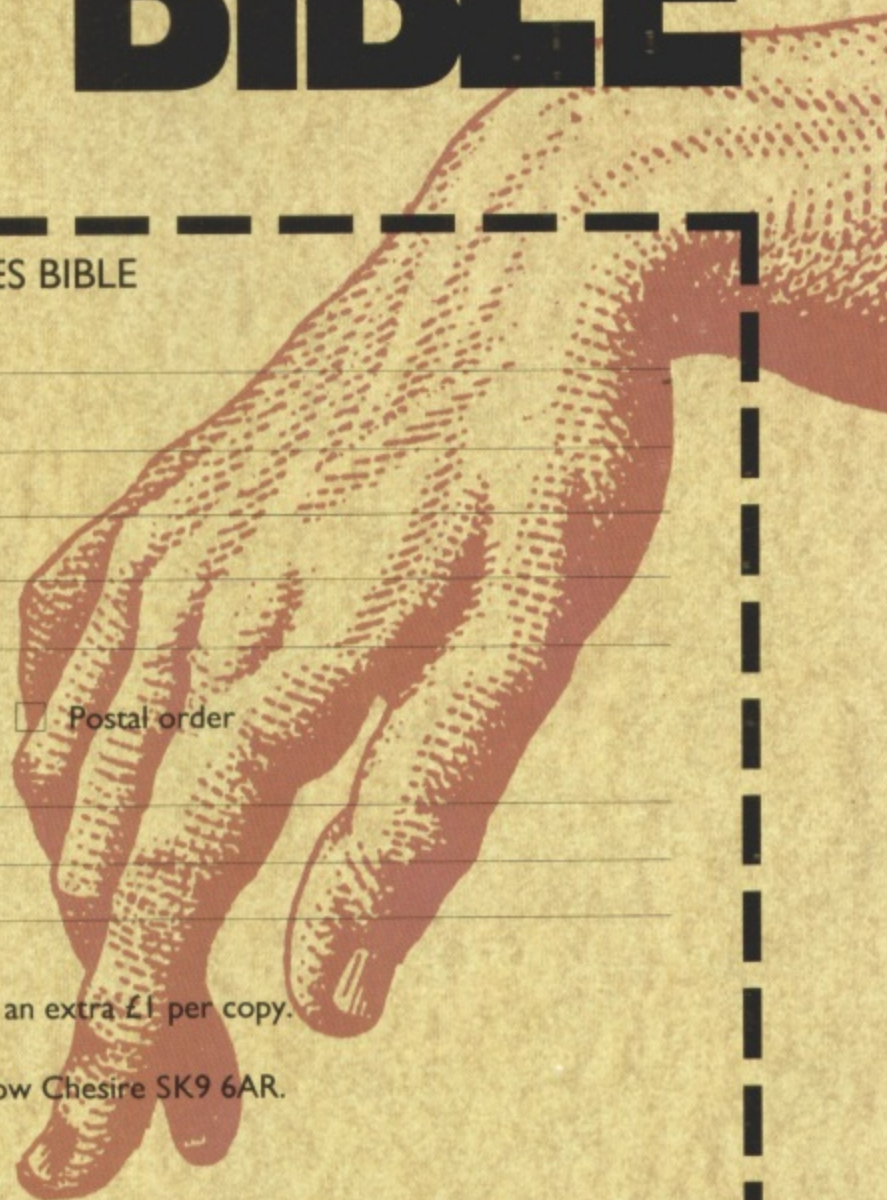 BIBLE
ES BIBLE
Postal order
an extra £1 per copy.
ow Chesire SK9 6AR.